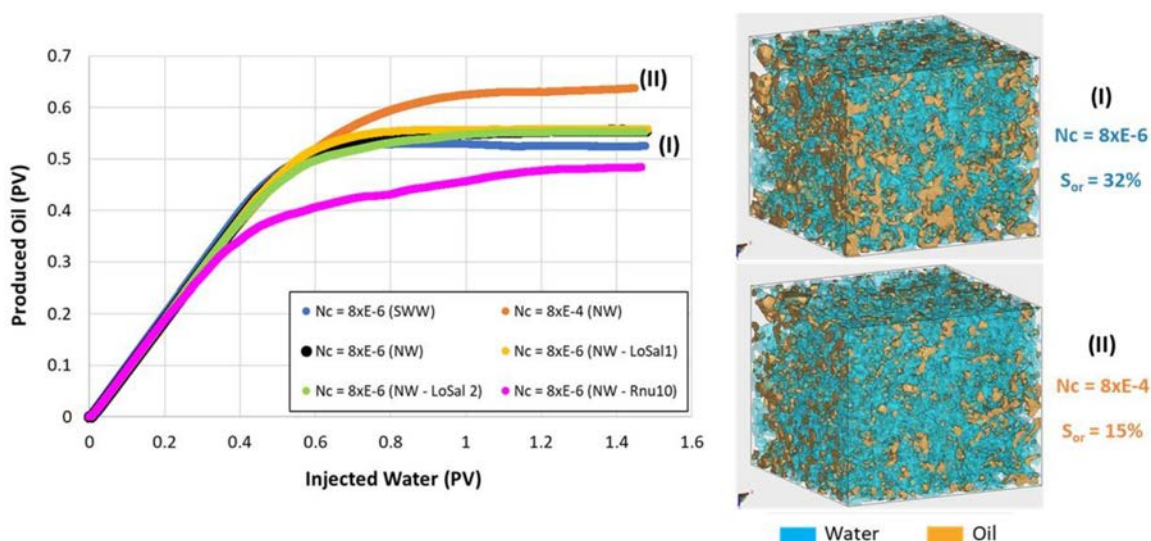 Produced Oil (PV)
0.7
0.6
0.5
0.4
0.3
0.2
0.1
0
0 0.2 0.4 0.6 0.8 1 1.2 1.4 1.6
Injected Water (PV)
(II)
(I)
Nc = 8xE-6 (SWW) Nc = 8xE-4 (NW)
Nc = 8xE-6 (NW) Nc = 8xE-6 (NW - LoSal1)
Nc = 8xE-6 (NW - LoSal 2) Nc = 8xE-6 (NW - Rnu10)
(I)
Nc = 8xE-6
Sor = 32%
(II)
Nc = 8xE-4
Sor = 15%
Water Oil